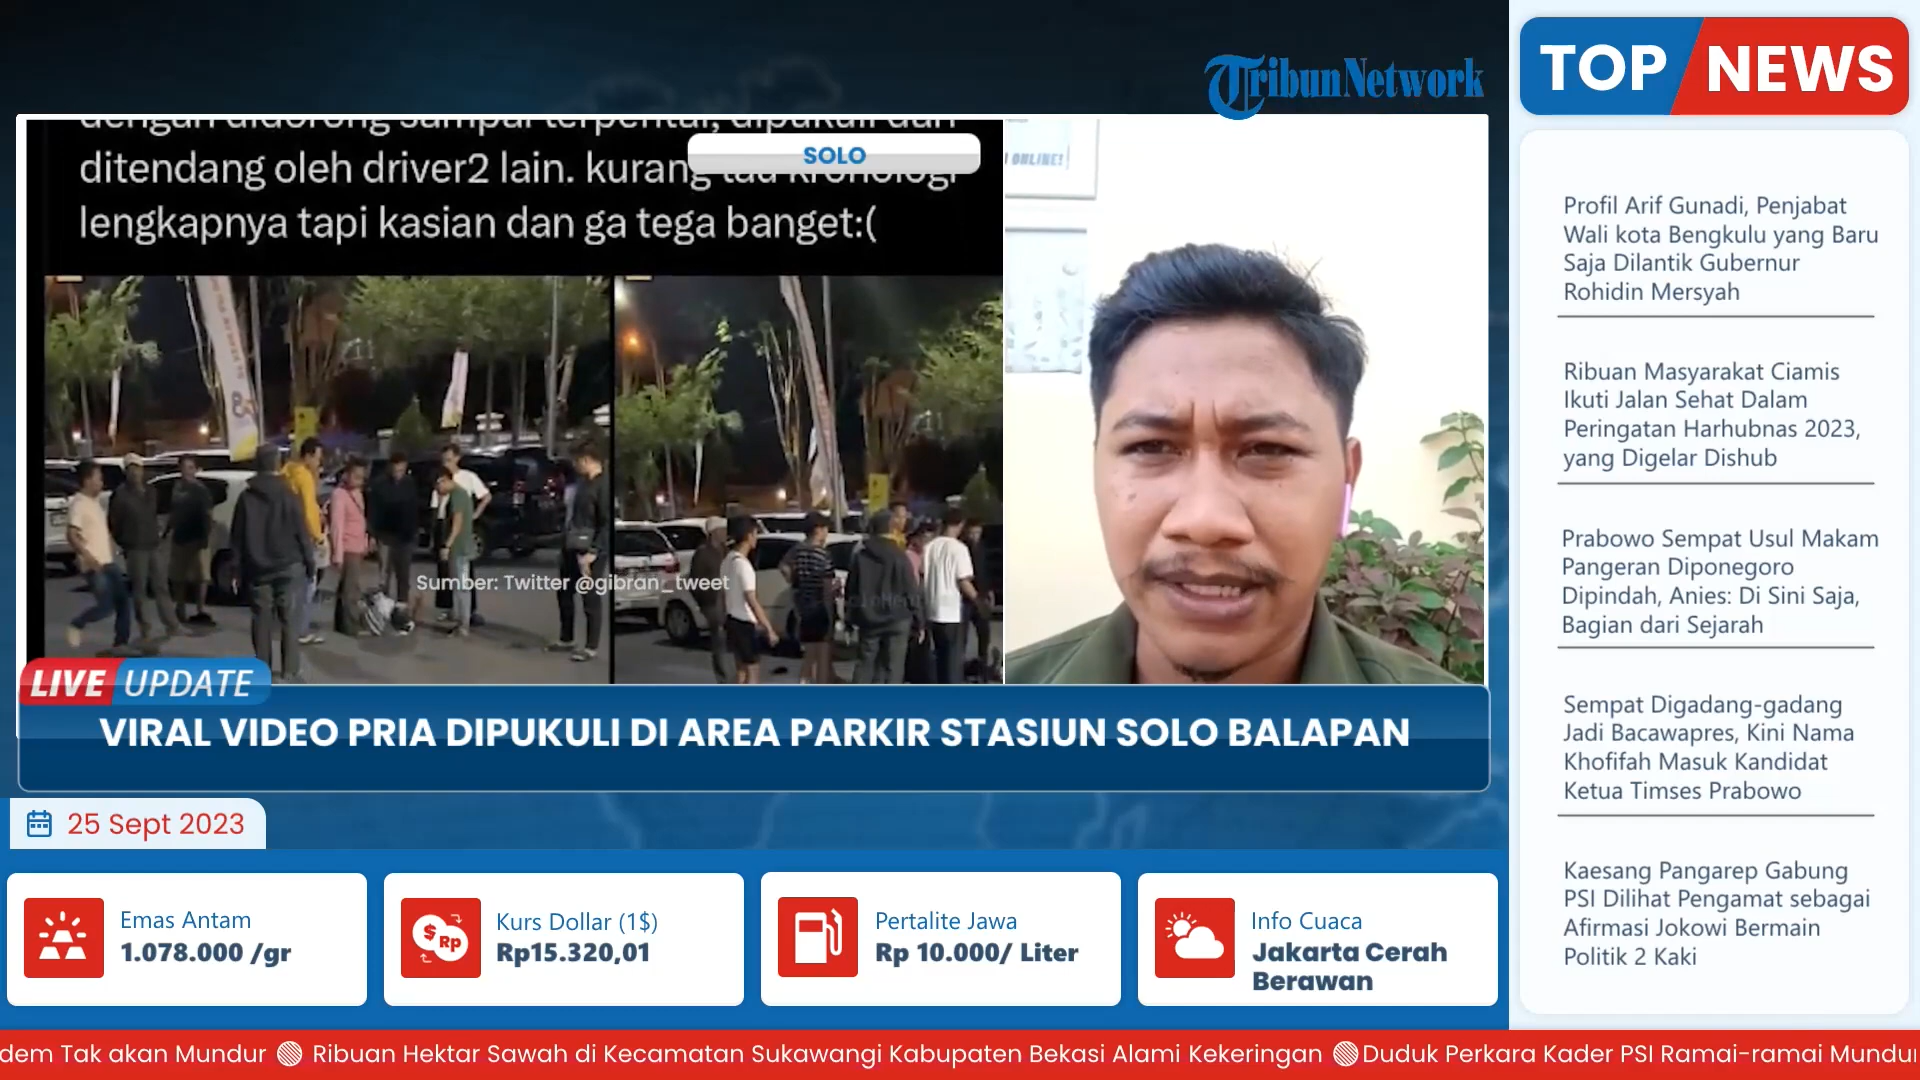 TribunNetwork
TOP NEWS
SOLO
ditendang oleh driver2 lain. kurang tau kronologi
lengkapnya tapi kasian dan ga tega banget:(
ONLINE!
Sumber: Twitter @gibran_tweet
LIVE UPDATE
VIRAL VIDEO PRIA DIPUKULI DI AREA PARKIR STASIUN SOLO BALAPAN
25 Sept 2023
Emas Antam
1.078.000 /gr
Kurs Dollar (1$)
Rp15.320,01
Pertalite Jawa
Rp 10.000/ Liter
Info Cuaca
Jakarta Cerah
Berawan
Profil Arif Gunadi, Penjabat
Wali kota Bengkulu yang Baru
Saja Dilantik Gubernur
Rohidin Mersyah
Ribuan Masyarakat Ciamis
Ikuti Jalan Sehat Dalam
Peringatan Harhubnas 2023,
yang Digelar Dishub
Prabowo Sempat Usul Makam
Pangeran Diponegoro
Dipindah, Anies: Di Sini Saja,
Bagian dari Sejarah
Sempat Digadang-gadang
Jadi Bacawapres, Kini Nama
Khofifah Masuk Kandidat
Ketua Timses Prabowo
Kaesang Pangarep Gabung
PSI Dilihat Pengamat sebagai
Afirmasi Jokowi Bermain
Politik 2 Kaki
dem Tak akan Mundur Ribuan Hektar Sawah di Kecamatan Sukawangi Kabupaten Bekasi Alami Kekeringan Duduk Perkara Kader PSI Ramai-ramai Mundur